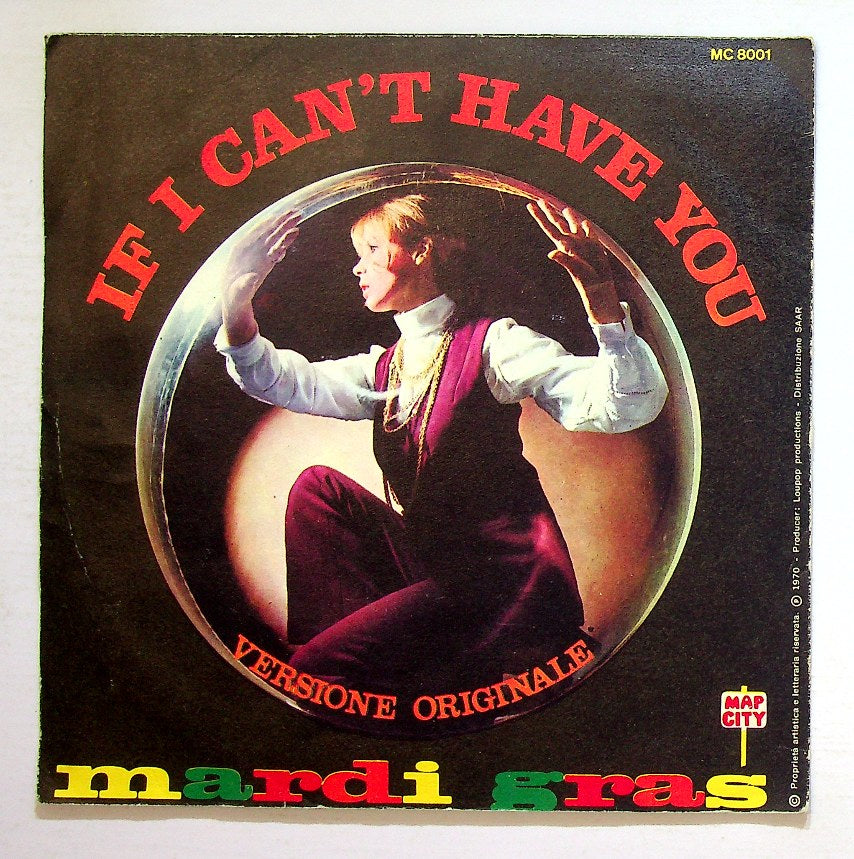 MC 8001
IF I CAN'T HAVE YOU
VERSIONE ORIGINALE
MAP
CITY
mardi gras
© Proprietà artistica e letteraria riservata. ℗ 1970 - Producer: Loupop productions - Distribuzione SAAR